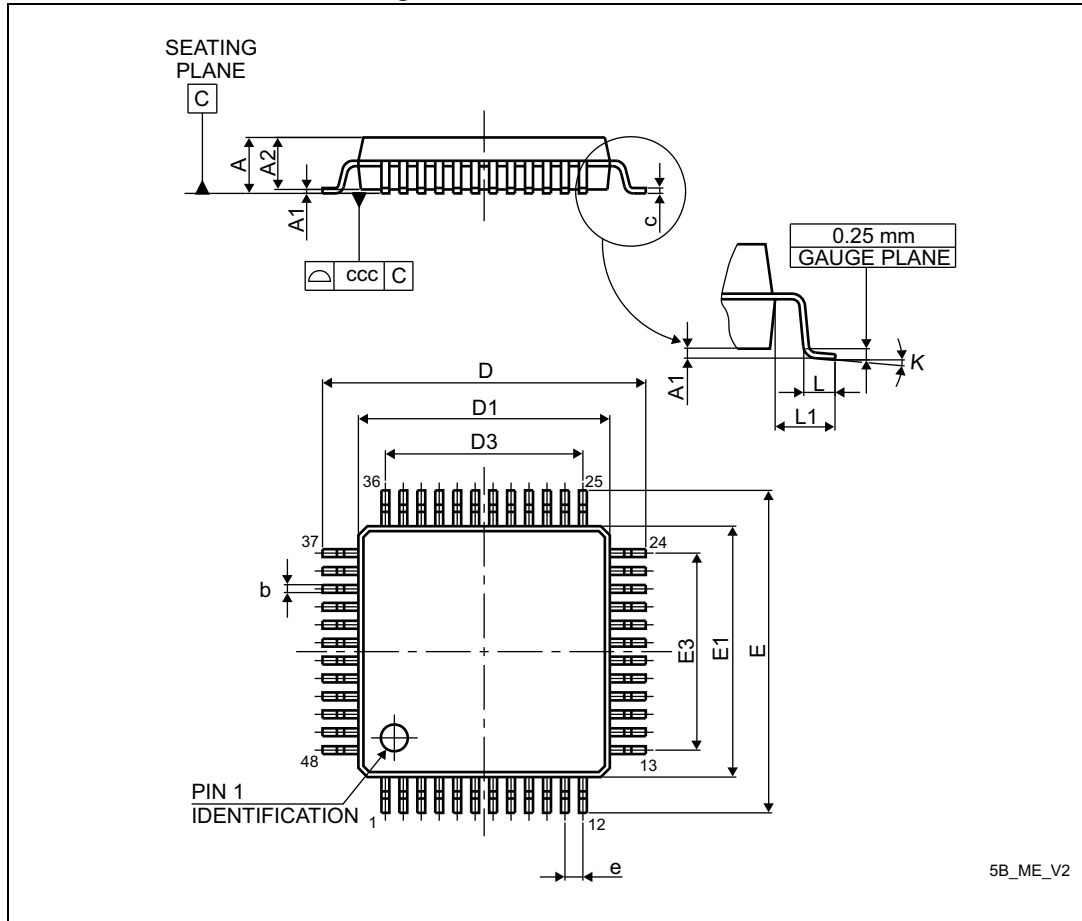 SEATING
PLANE
C
A
A2
A1
c
ccc C
0.25 mm
GAUGE PLANE
A1
K
L
L1
D
D1
D3
36
25
37
24
b
E3
E1
E
48
13
PIN 1
IDENTIFICATION
1
12
e
5B_ME_V2